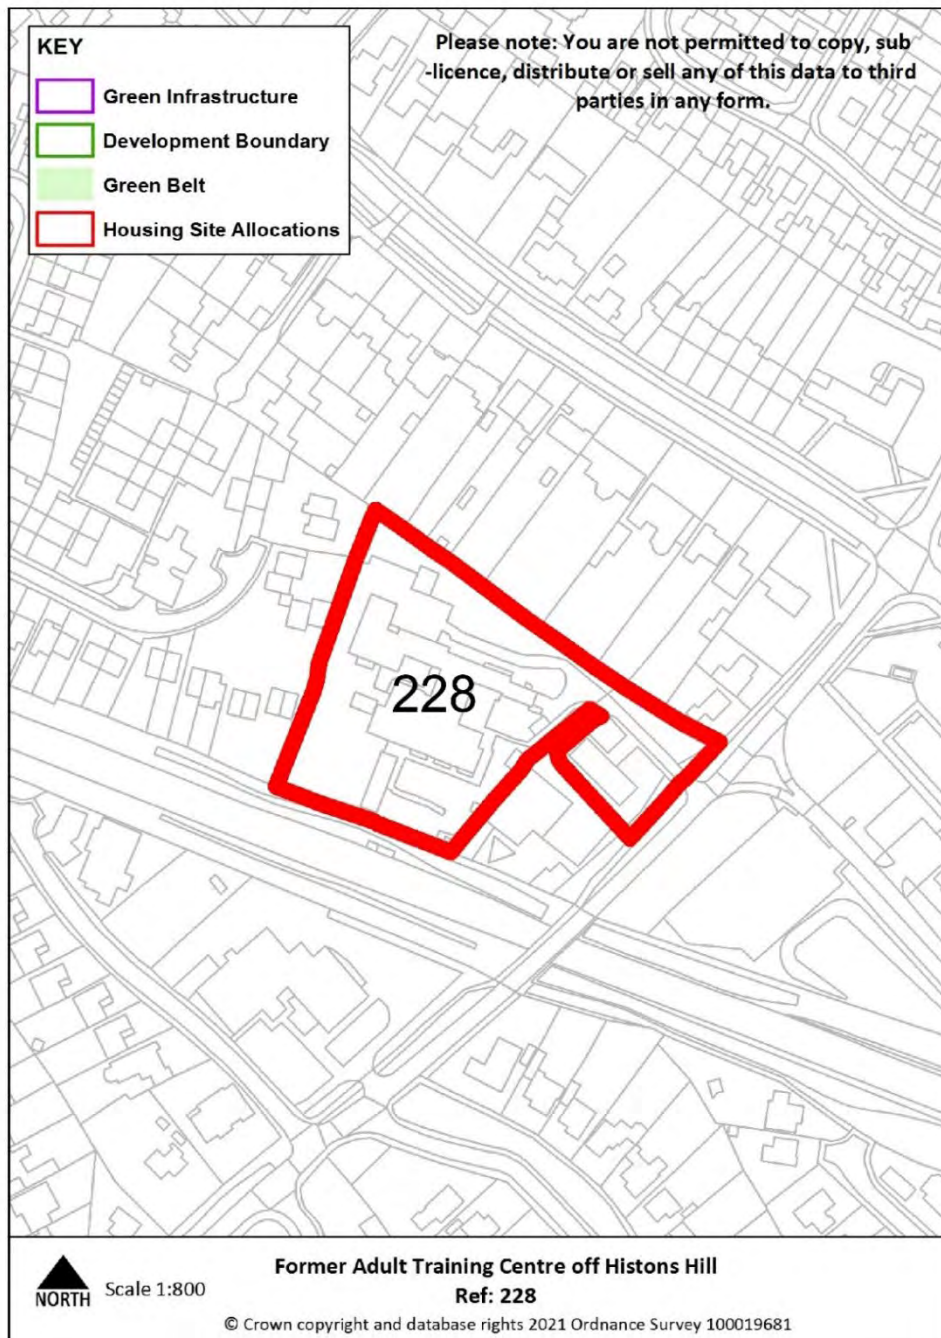 KEY
Green Infrastructure
Development Boundary
Green Belt
Housing Site Allocations
Please note: You are not permitted to copy, sub
-licence, distribute or sell any of this data to third
parties in any form.
228
NORTH
Scale 1:800
Former Adult Training Centre off Histons Hill
Ref: 228
© Crown copyright and database rights 2021 Ordnance Survey 100019681